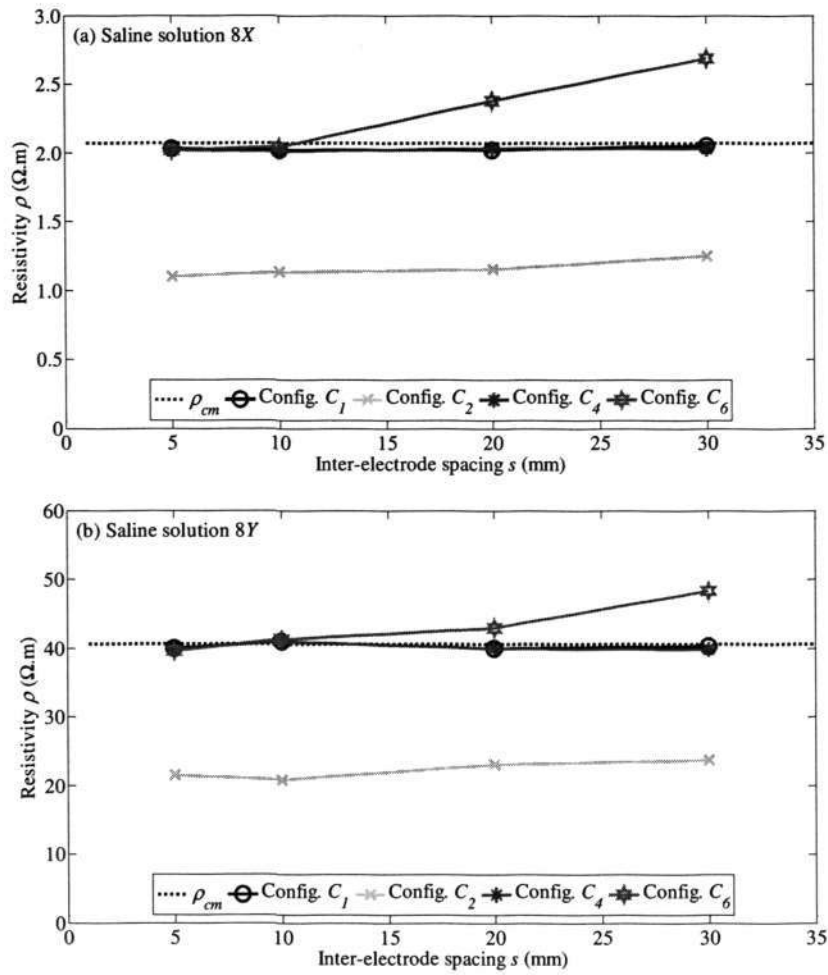 (a) Saline solution 8X
3.0
2.5
2.0
1.5
1.0
0.5
0
Resistivity ρ (Ω.m)
ρcm Config. C1 Config. C2 Config. C4 Config. C6
0 5 10 15 20 25 30 35
Inter-electrode spacing s (mm)
(b) Saline solution 8Y
60
50
40
30
20
10
0
Resistivity ρ (Ω.m)
ρcm Config. C1 Config. C2 Config. C4 Config. C6
0 5 10 15 20 25 30 35
Inter-electrode spacing s (mm)